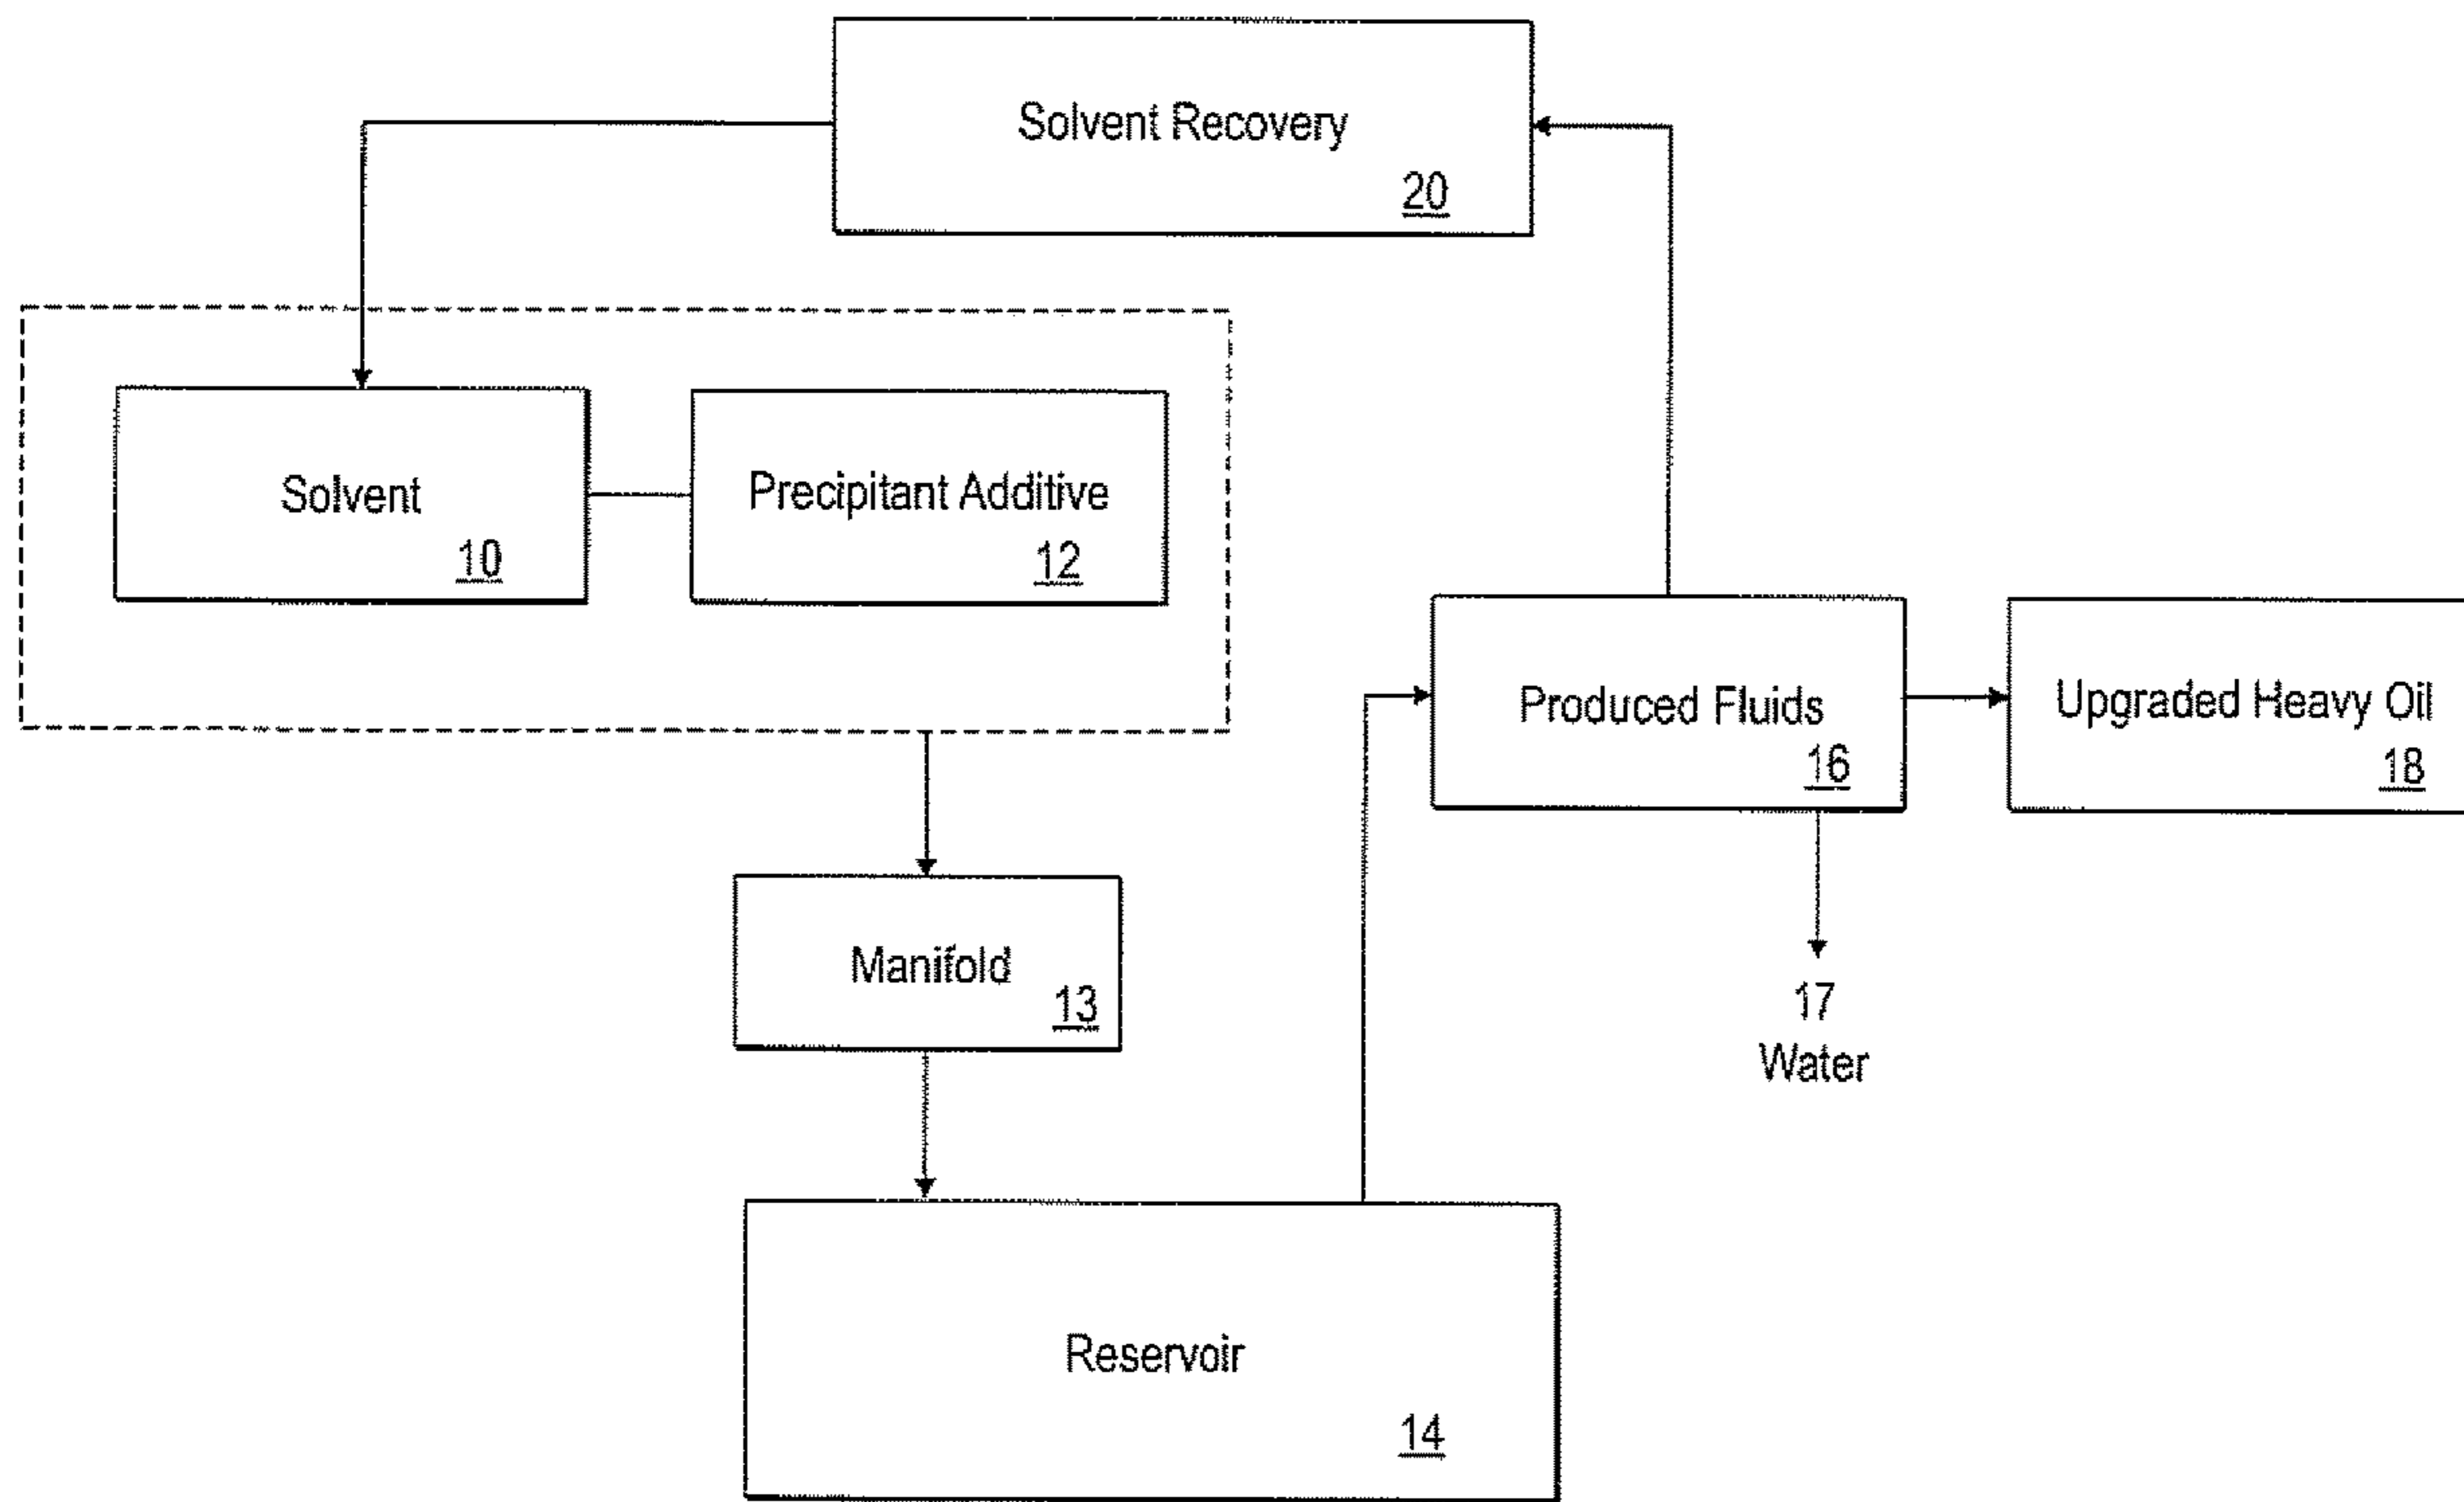 Solvent Recovery
20
Solvent
10
Precipitant Additive
12
Produced Fluids
16
Upgraded Heavy Oil
18
Manifold
13
17
Water
Reservoir
14